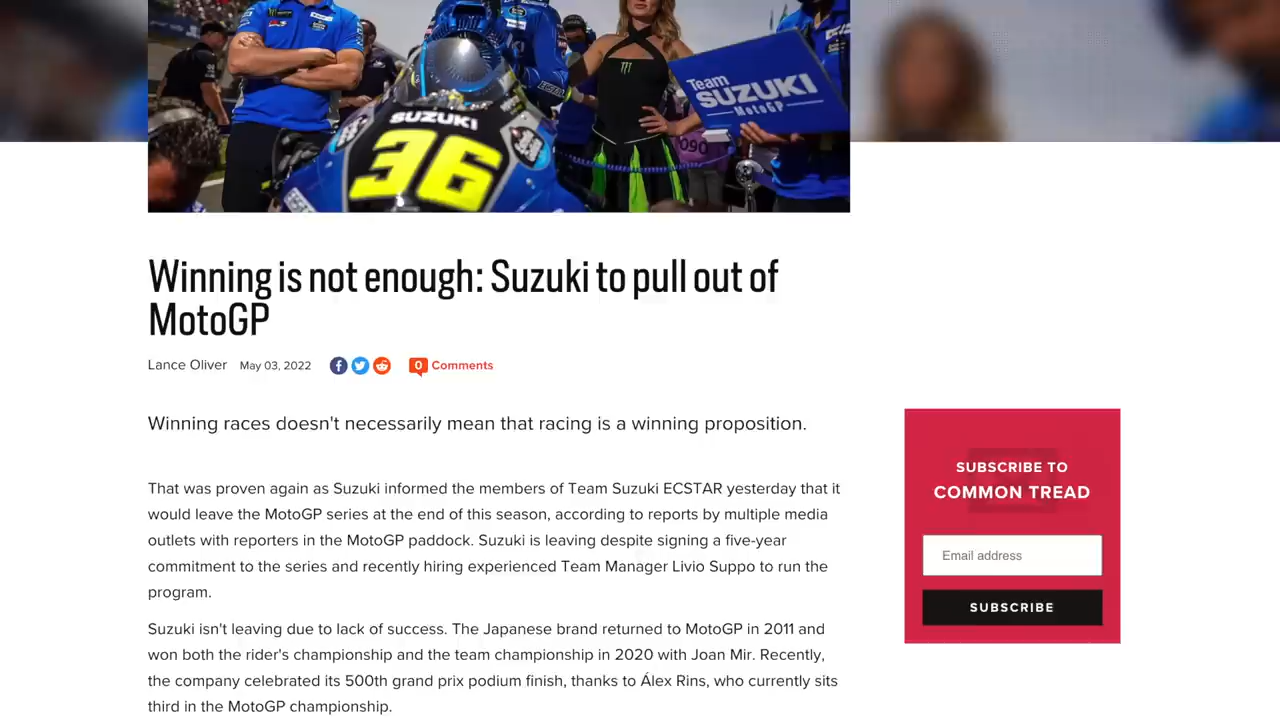 Team
SUZUKI
MotoGP
SUZUKI
36
090
Winning is not enough: Suzuki to pull out of
MotoGP
Lance Oliver May 03, 2022 0 Comments
Winning races doesn't necessarily mean that racing is a winning proposition.
That was proven again as Suzuki informed the members of Team Suzuki ECSTAR yesterday that it
would leave the MotoGP series at the end of this season, according to reports by multiple media
outlets with reporters in the MotoGP paddock. Suzuki is leaving despite signing a five-year
commitment to the series and recently hiring experienced Team Manager Livio Suppo to run the
program.
Suzuki isn't leaving due to lack of success. The Japanese brand returned to MotoGP in 2011 and
won both the rider's championship and the team championship in 2020 with Joan Mir. Recently,
the company celebrated its 500th grand prix podium finish, thanks to Álex Rins, who currently sits
third in the MotoGP championship.
SUBSCRIBE TO
COMMON TREAD
Email address
SUBSCRIBE